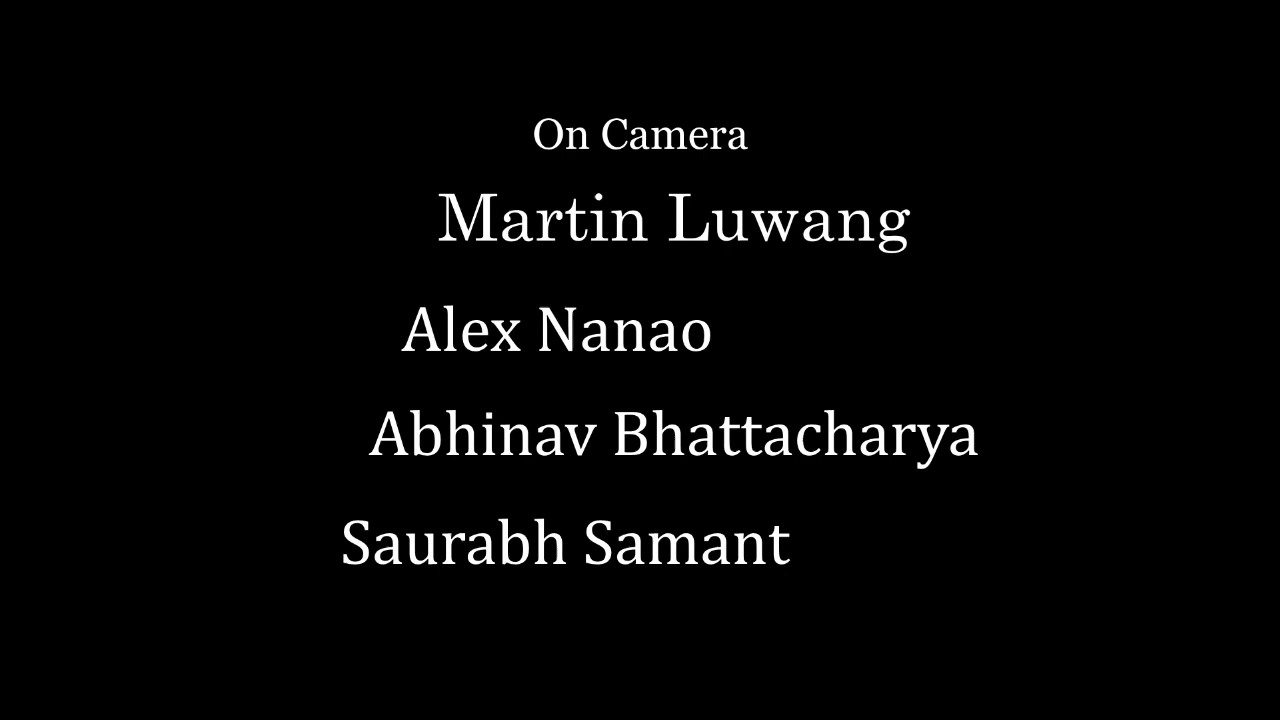 On Camera
Martin Luwang
Alex Nanao
Abhinav Bhattacharya
Saurabh Samant